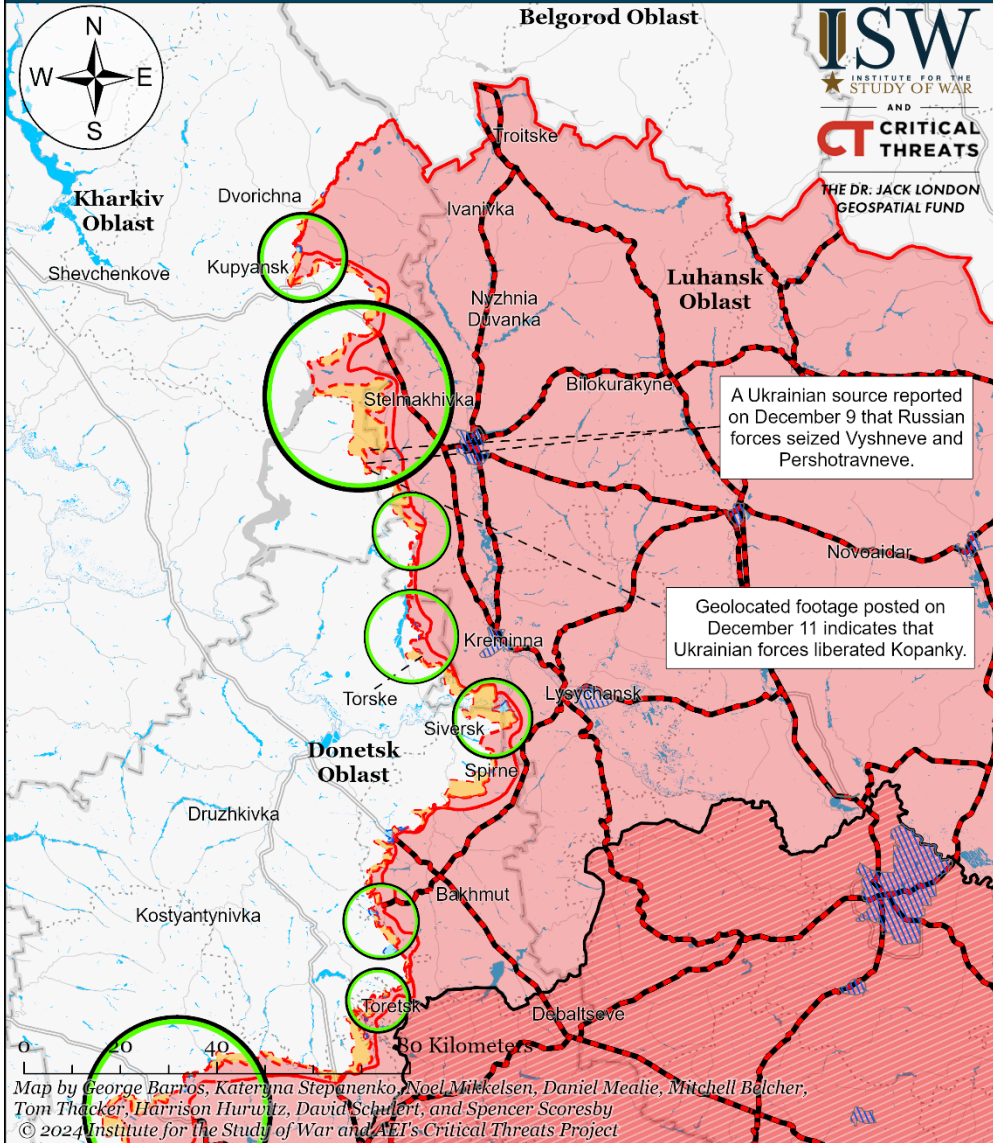 Belgorod Oblast
N
W E
S
ISW
INSTITUTE FOR THE
STUDY OF WAR
AND
CT CRITICAL
THREATS
THE DR. JACK LONDON
GEOSPATIAL FUND
Troitske
Dvorichna
Kharkiv
Oblast
Ivanivka
Shevchenkove
Kupyansk
Luhansk
Oblast
Nyzhnia
Duvanka
Bilokurakyne
Stelmakhivka
A Ukrainian source reported
on December 9 that Russian
forces seized Vyshneve and
Pershotravneve.
Novoaidar
Geolocated footage posted on
December 11 indicates that
Ukrainian forces liberated Kopanky.
Kreminna
Torske
Lysychansk
Siversk
Donetsk
Oblast
Spirne
Druzhkivka
Bakhmut
Kostyantynivka
Toretsk
Debaltseve
0 20 40 80 Kilometers
Map by George Barros, Kateryna Stepanenko, Noel Mikkelsen, Daniel Mealie, Mitchell Belcher,
Tom Thacker, Harrison Hurwitz, David Schulert, and Spencer Scoresby
© 2024 Institute for the Study of War and AEI's Critical Threats Project